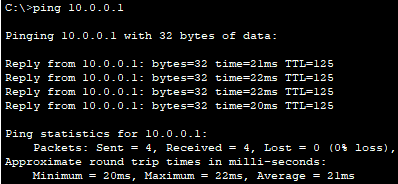 C:\>ping 10.0.0.1
Pinging 10.0.0.1 with 32 bytes of data:
Reply from 10.0.0.1: bytes=32 time=21ms TTL=125
Reply from 10.0.0.1: bytes=32 time=22ms TTL=125
Reply from 10.0.0.1: bytes=32 time=22ms TTL=125
Reply from 10.0.0.1: bytes=32 time=20ms TTL=125
Ping statistics for 10.0.0.1:
    Packets: Sent = 4, Received = 4, Lost = 0 (0% loss),
Approximate round trip times in milli-seconds:
    Minimum = 20ms, Maximum = 22ms, Average = 21ms